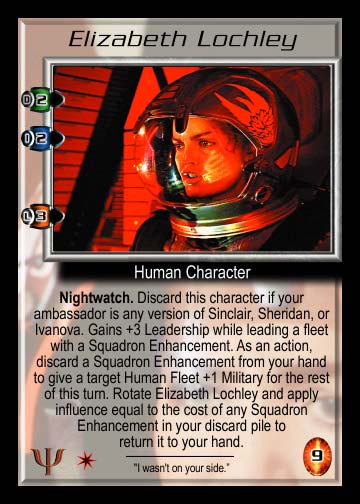 Elizabeth Lochley
D 2
I 2
L 3
Human Character
Nightwatch. Discard this character if your
ambassador is any version of Sinclair, Sheridan, or
Ivanova. Gains +3 Leadership while leading a fleet
with a Squadron Enhancement. As an action,
discard a Squadron Enhancement from your hand
to give a target Human Fleet +1 Military for the rest
of this turn. Rotate Elizabeth Lochley and apply
influence equal to the cost of any Squadron
Enhancement in your discard pile to
return it to your hand.
"I wasn't on your side."
9